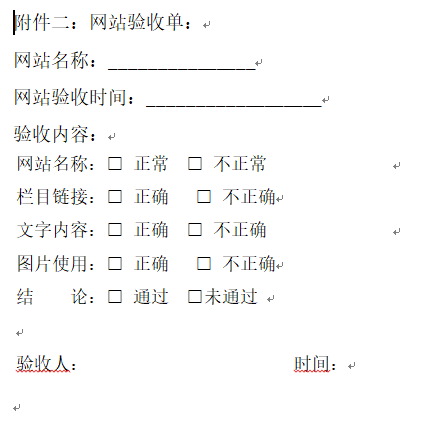 附件二：网站验收单：
网站名称：_______________
网站验收时间：__________________
验收内容：
网站名称：□ 正常 □ 不正常
栏目链接：□ 正确 □ 不正确
文字内容：□ 正确 □ 不正确
图片使用：□ 正确 □ 不正确
结 论：□ 通过 □未通过
验收人： 时间：